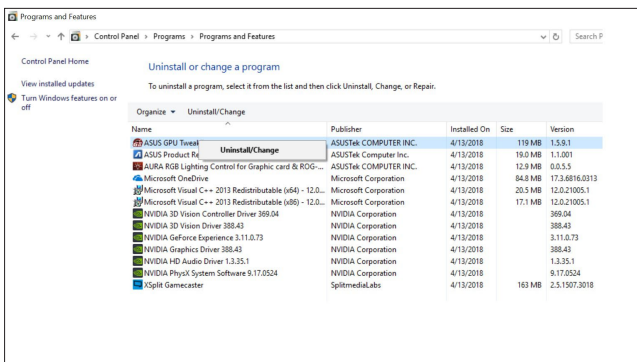 Programs and Features
Control Panel > Programs > Programs and Features
Search P
Control Panel Home
View installed updates
Turn Windows features on or off
Uninstall or change a program
To uninstall a program, select it from the list and then click Uninstall, Change, or Repair.
Organize Uninstall/Change
Name Publisher Installed On Size Version
ASUS GPU Tweak ASUSTek COMPUTER INC. 4/13/2018 119 MB 1.5.9.1
Uninstall/Change
ASUS Product Re ASUSTek Computer Inc. 4/13/2018 19.0 MB 1.1.001
AURA RGB Lighting Control for Graphic card & ROG-... ASUSTek COMPUTER INC. 4/13/2018 12.9 MB 0.0.5.5
Microsoft OneDrive Microsoft Corporation 4/13/2018 84.8 MB 17.3.6816.0313
Microsoft Visual C++ 2013 Redistributable (x64) - 12.0... Microsoft Corporation 4/13/2018 20.5 MB 12.0.21005.1
Microsoft Visual C++ 2013 Redistributable (x86) - 12.0... Microsoft Corporation 4/13/2018 17.1 MB 12.0.21005.1
NVIDIA 3D Vision Controller Driver 369.04 NVIDIA Corporation 4/13/2018 369.04
NVIDIA 3D Vision Driver 388.43 NVIDIA Corporation 4/13/2018 388.43
NVIDIA GeForce Experience 3.11.0.73 NVIDIA Corporation 4/13/2018 3.11.0.73
NVIDIA Graphics Driver 388.43 NVIDIA Corporation 4/13/2018 388.43
NVIDIA HD Audio Driver 1.3.35.1 NVIDIA Corporation 4/13/2018 1.3.35.1
NVIDIA PhysX System Software 9.17.0524 NVIDIA Corporation 4/13/2018 9.17.0524
XSplit Gamecaster SplitmediaLabs 4/13/2018 163 MB 2.5.1507.3018